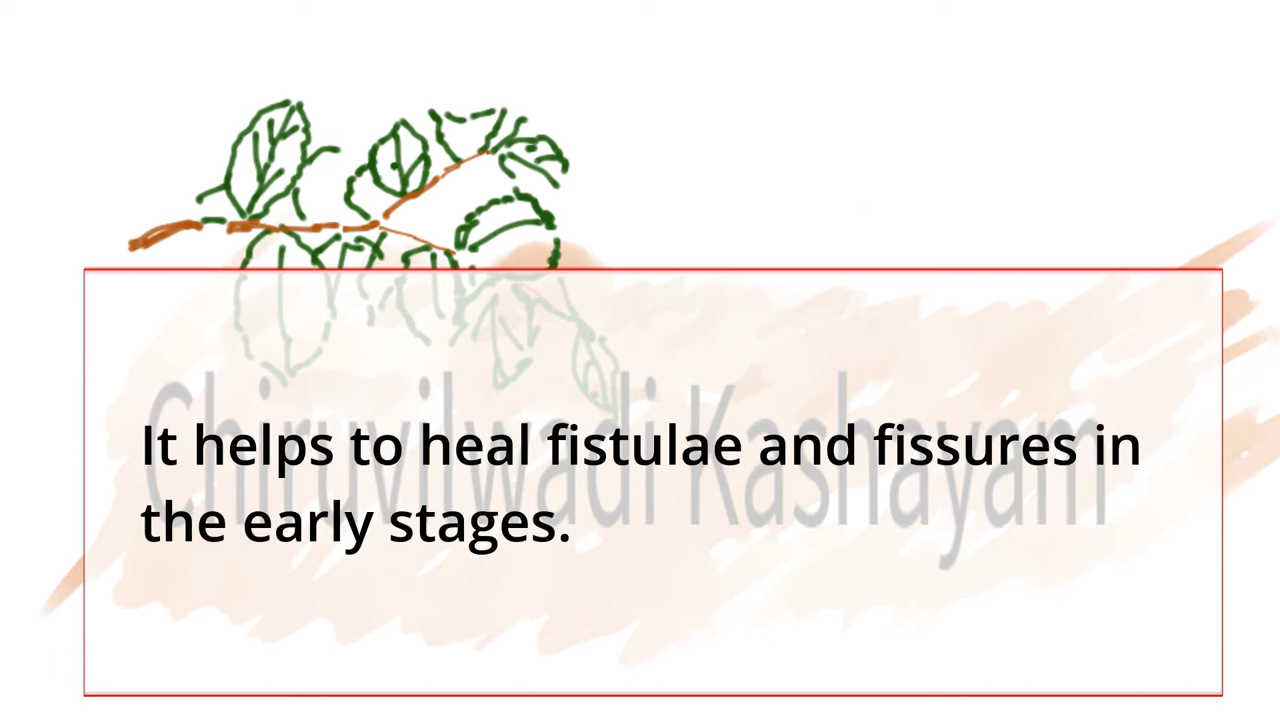 Chiruvilwadi Kashayam
It helps to heal fistulae and fissures in
the early stages.